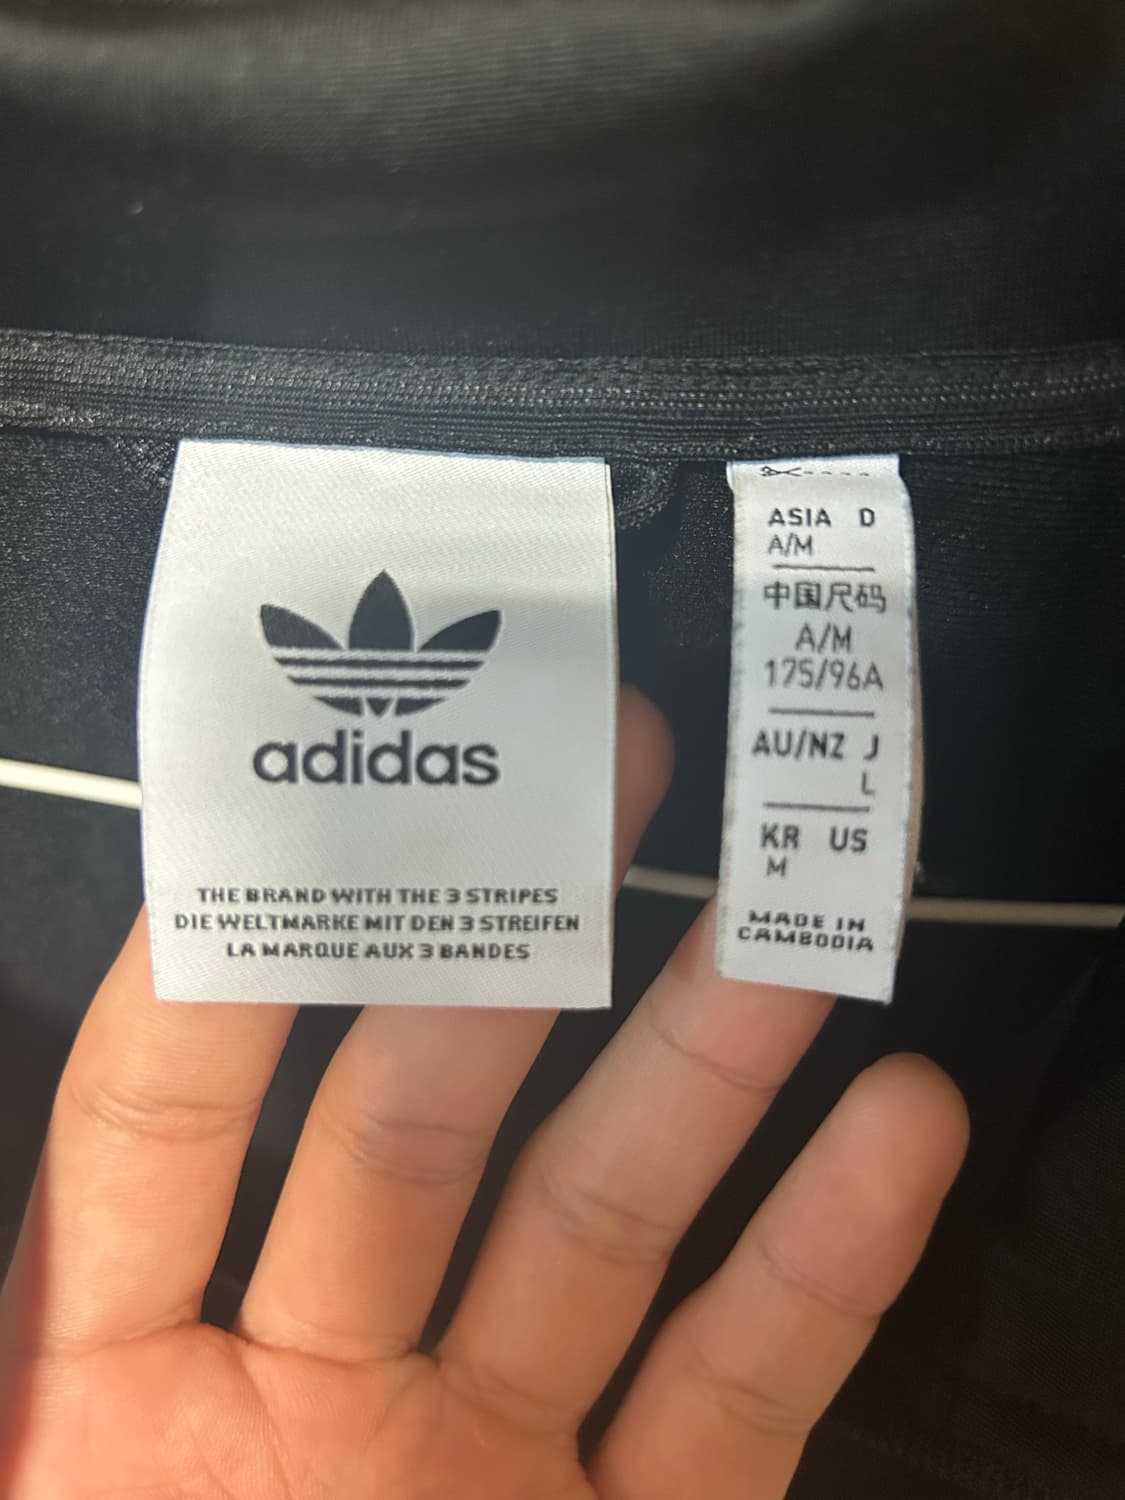 adidas
THE BRAND WITH THE 3 STRIPES
DIE WELTMARKE MIT DEN 3 STREIFEN
LA MARQUE AUX 3 BANDES
ASIA D
A/M
中国尺码
A/M
175/96A
AU/NZ J
L
KR US
M
MADE IN
CAMBODIA